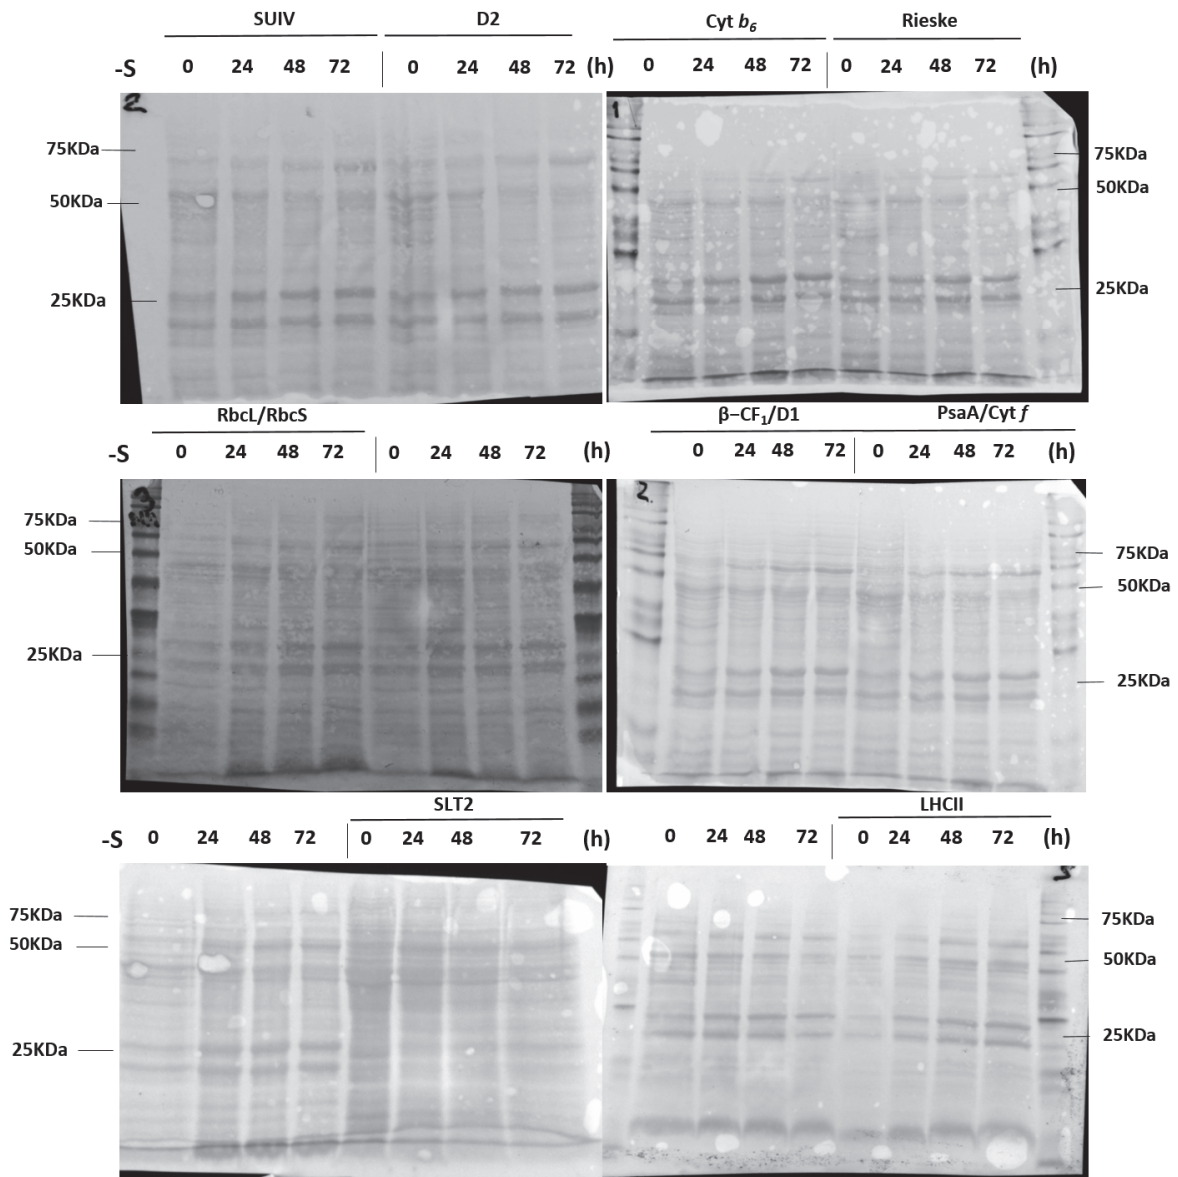 SUIV D2
-S 0 24 48 72 0 24 48 72 (h)
2
75KDa
50KDa
25KDa
Cyt b₆ Rieske
0 24 48 72 0 24 48 72 (h)
1
75KDa
50KDa
25KDa
RbcL/RbcS
-S 0 24 48 72 0 24 48 72 (h)
3
75KDa
50KDa
25KDa
β–CF₁/D1 PsaA/Cyt f
0 24 48 72 0 24 48 72 (h)
2.
75KDa
50KDa
25KDa
SLT2
-S 0 24 48 72 0 24 48 72 (h)
75KDa
50KDa
25KDa
LHCII
0 24 48 72 0 24 48 72 (h)
75KDa
50KDa
25KDa